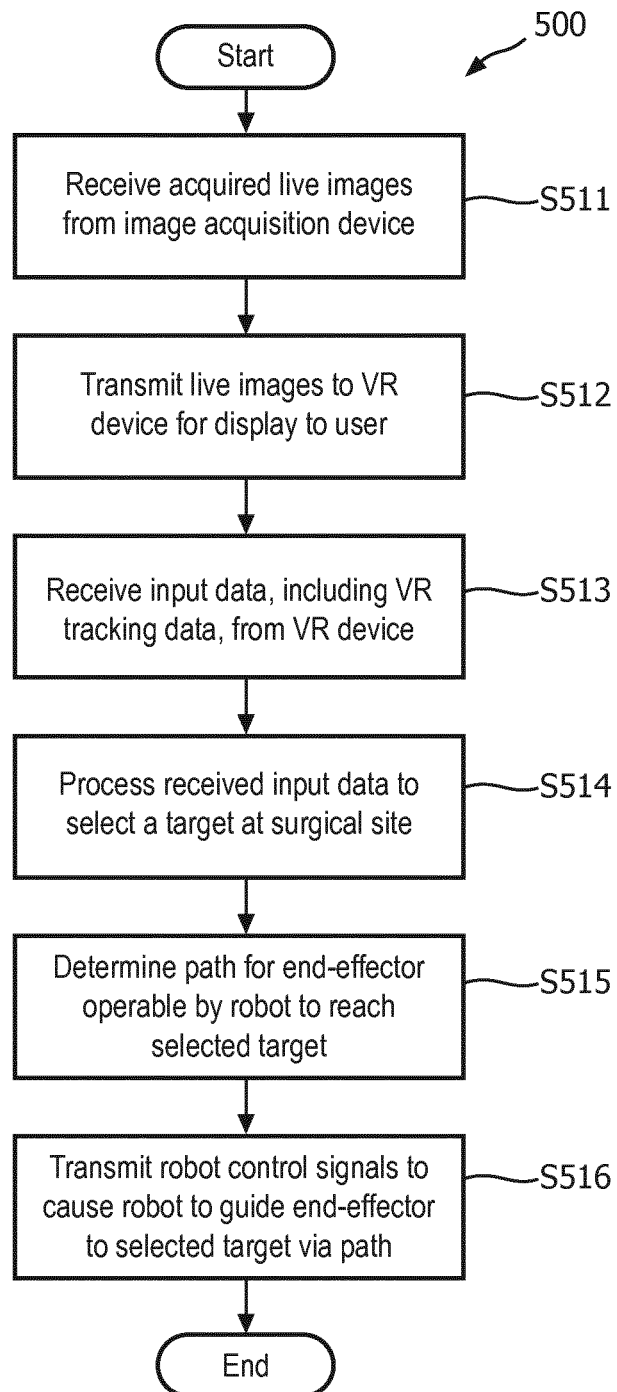 500
Start
Receive acquired live images
from image acquisition device
S511
Transmit live images to VR
device for display to user
S512
Receive input data, including VR
tracking data, from VR device
S513
Process received input data to
select a target at surgical site
S514
Determine path for end-effector
operable by robot to reach
selected target
S515
Transmit robot control signals to
cause robot to guide end-effector
to selected target via path
S516
End